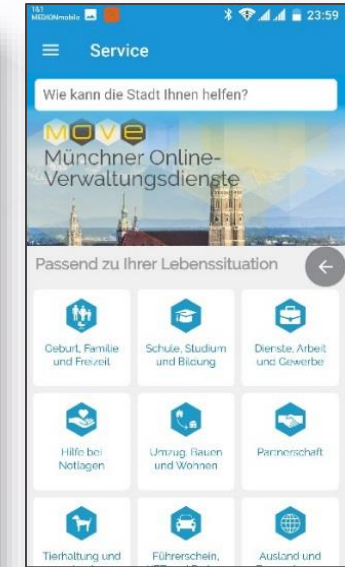 1&1
MEDIONmobile
23:59
Service
Wie kann die Stadt Ihnen helfen?
MOVE
Münchner Online-
Verwaltungsdienste
Passend zu Ihrer Lebenssituation
Geburt, Familie
und Freizeit
Schule, Studium
und Bildung
Dienste, Arbeit
und Gewerbe
Hilfe bei
Notlagen
Umzug, Bauen
und Wohnen
Partnerschaft
Tierhaltung und
Führerschein,
Ausland und